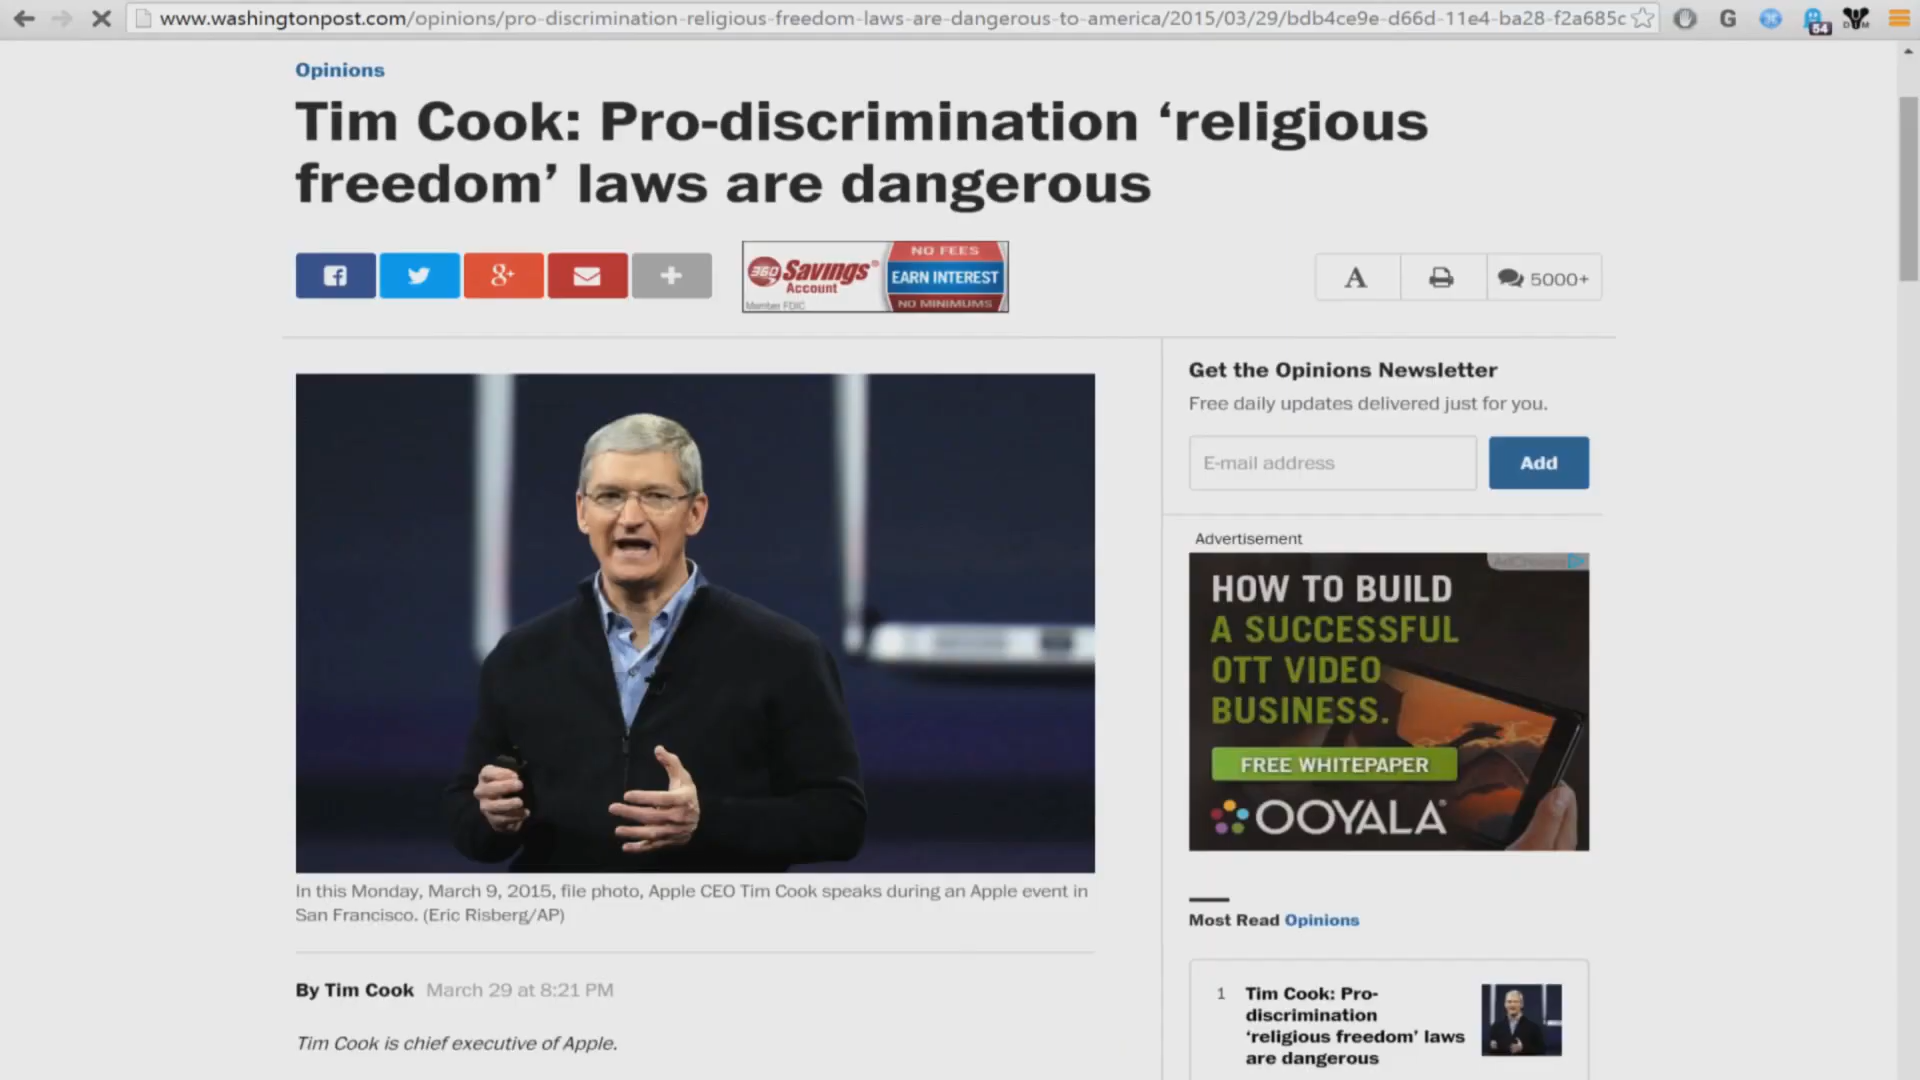 www.washingtonpost.com/opinions/pro-discrimination-religious-freedom-laws-are-dangerous-to-america/2015/03/29/bdb4ce9e-d66d-11e4-ba28-f2a685c
G
54
Opinions
Tim Cook: Pro-discrimination ‘religious
freedom’ laws are dangerous
360 Savings®
Account
Member FDIC
NO FEES
EARN INTEREST
NO MINIMUMS
A
5000+
Get the Opinions Newsletter
Free daily updates delivered just for you.
E-mail address
Add
Advertisement
HOW TO BUILD
A SUCCESSFUL
OTT VIDEO
BUSINESS.
FREE WHITEPAPER
OOYALA
In this Monday, March 9, 2015, file photo, Apple CEO Tim Cook speaks during an Apple event in
San Francisco. (Eric Risberg/AP)
By Tim Cook March 29 at 8:21 PM
Tim Cook is chief executive of Apple.
Most Read Opinions
1 Tim Cook: Pro-
discrimination
‘religious freedom’ laws
are dangerous